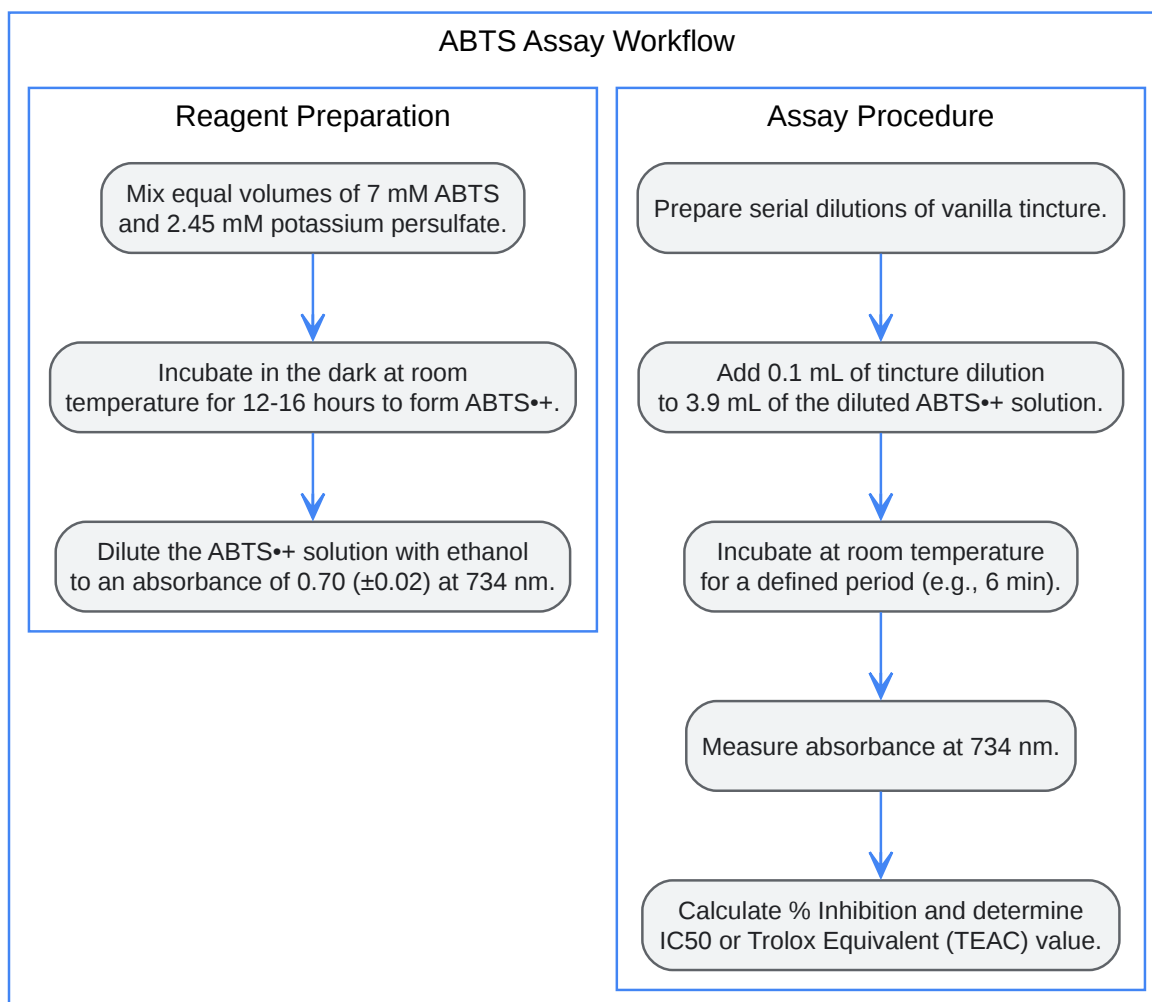 ABTS Assay Workflow
Reagent Preparation
Mix equal volumes of 7 mM ABTS
and 2.45 mM potassium persulfate.
Incubate in the dark at room
temperature for 12-16 hours to form ABTS•+.
Dilute the ABTS•+ solution with ethanol
to an absorbance of 0.70 (±0.02) at 734 nm.
Assay Procedure
Prepare serial dilutions of vanilla tincture.
Add 0.1 mL of tincture dilution
to 3.9 mL of the diluted ABTS•+ solution.
Incubate at room temperature
for a defined period (e.g., 6 min).
Measure absorbance at 734 nm.
Calculate % Inhibition and determine
IC50 or Trolox Equivalent (TEAC) value.